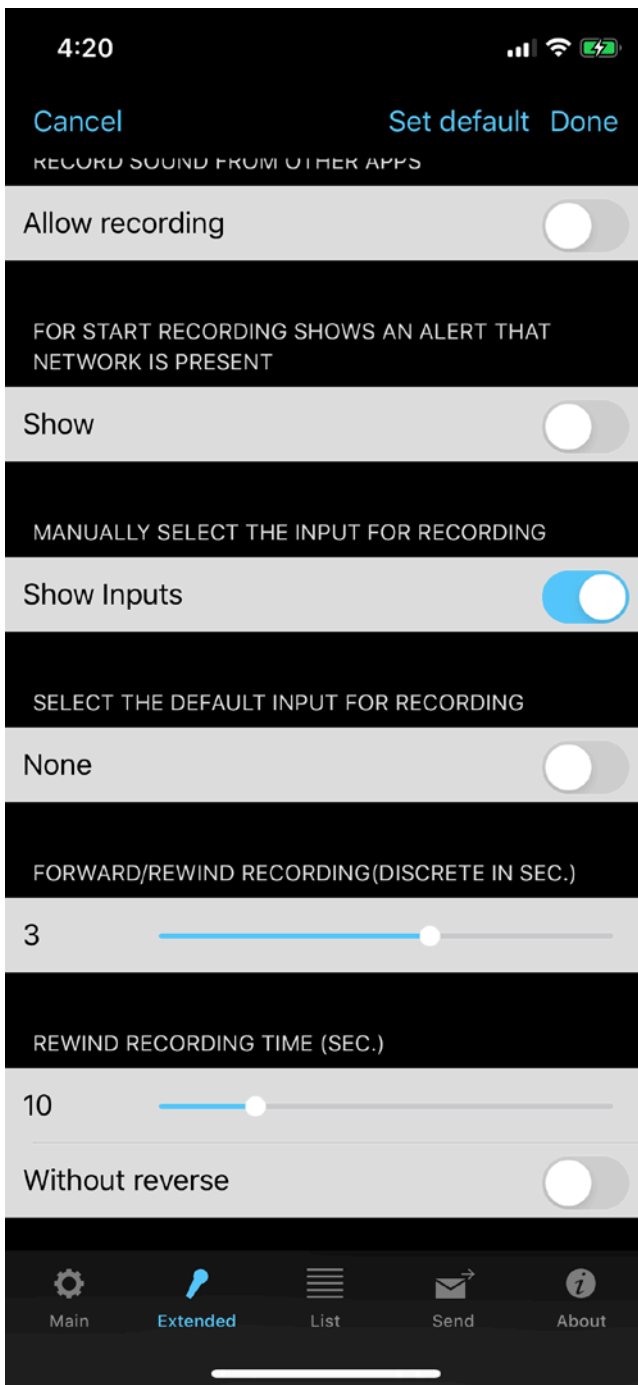 4:20
Cancel
Set default
Done
RECORD SOUND FROM OTHER APPS
Allow recording
FOR START RECORDING SHOWS AN ALERT THAT
NETWORK IS PRESENT
Show
MANUALLY SELECT THE INPUT FOR RECORDING
Show Inputs
SELECT THE DEFAULT INPUT FOR RECORDING
None
FORWARD/REWIND RECORDING(DISCRETE IN SEC.)
3
REWIND RECORDING TIME (SEC.)
10
Without reverse
Main
Extended
List
Send
About